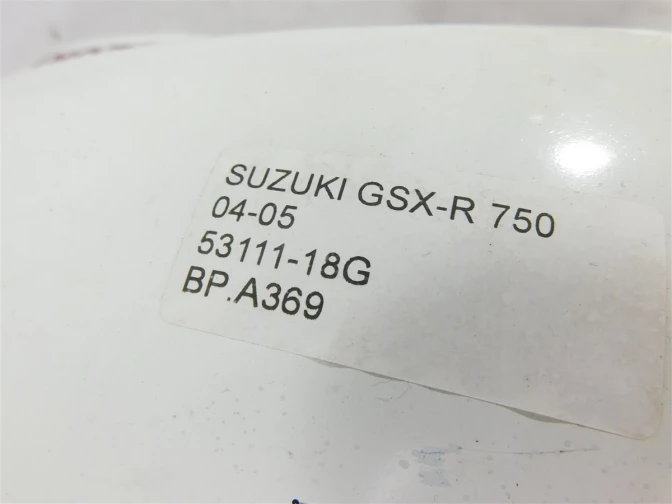 SUZUKI GSX-R 750
04-05
53111-18G
BP.A369